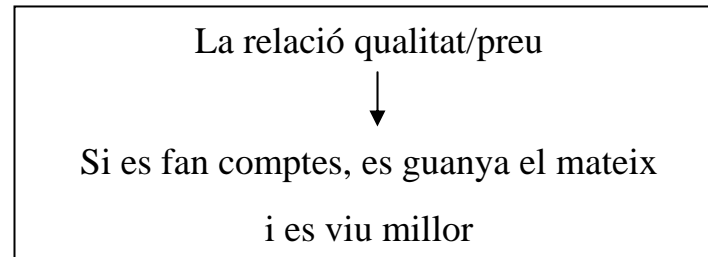 La relació qualitat/preu
Si es fan comptes, es guanya el mateix
i es viu millor